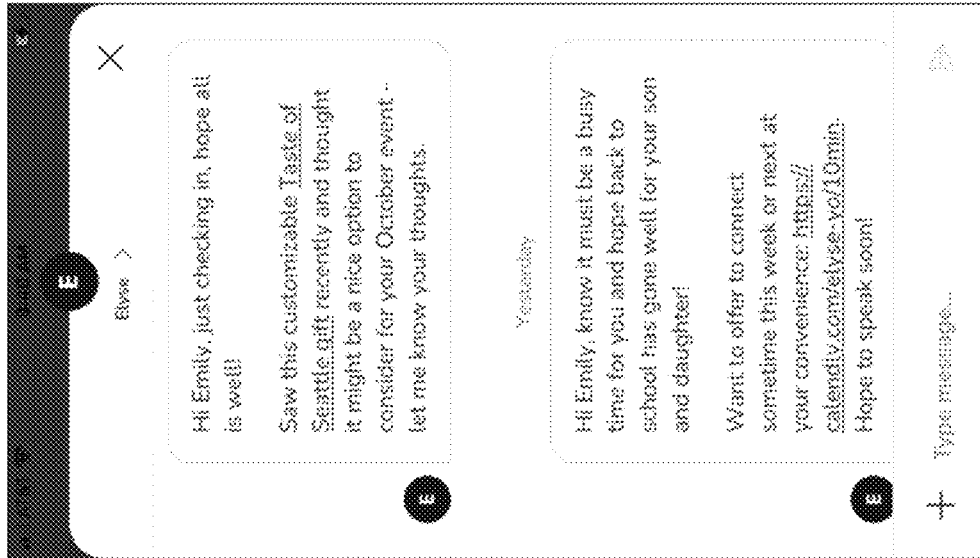 E
Elyse >
Hi Emily, just checking in, hope all
is well!
Saw this customizable Taste of
Seattle gift recently and thought
it might be a nice option to
consider for your October event --
let me know your thoughts.
E
Yesterday
Hi Emily, know it must be a busy
time for you and hope back to
school has gone well for your son
and daughter!
Want to offer to connect
sometime this week or next at
your convenience: https://
calendly.com/elyse-yo/10min.
Hope to speak soon!
E
Type message...